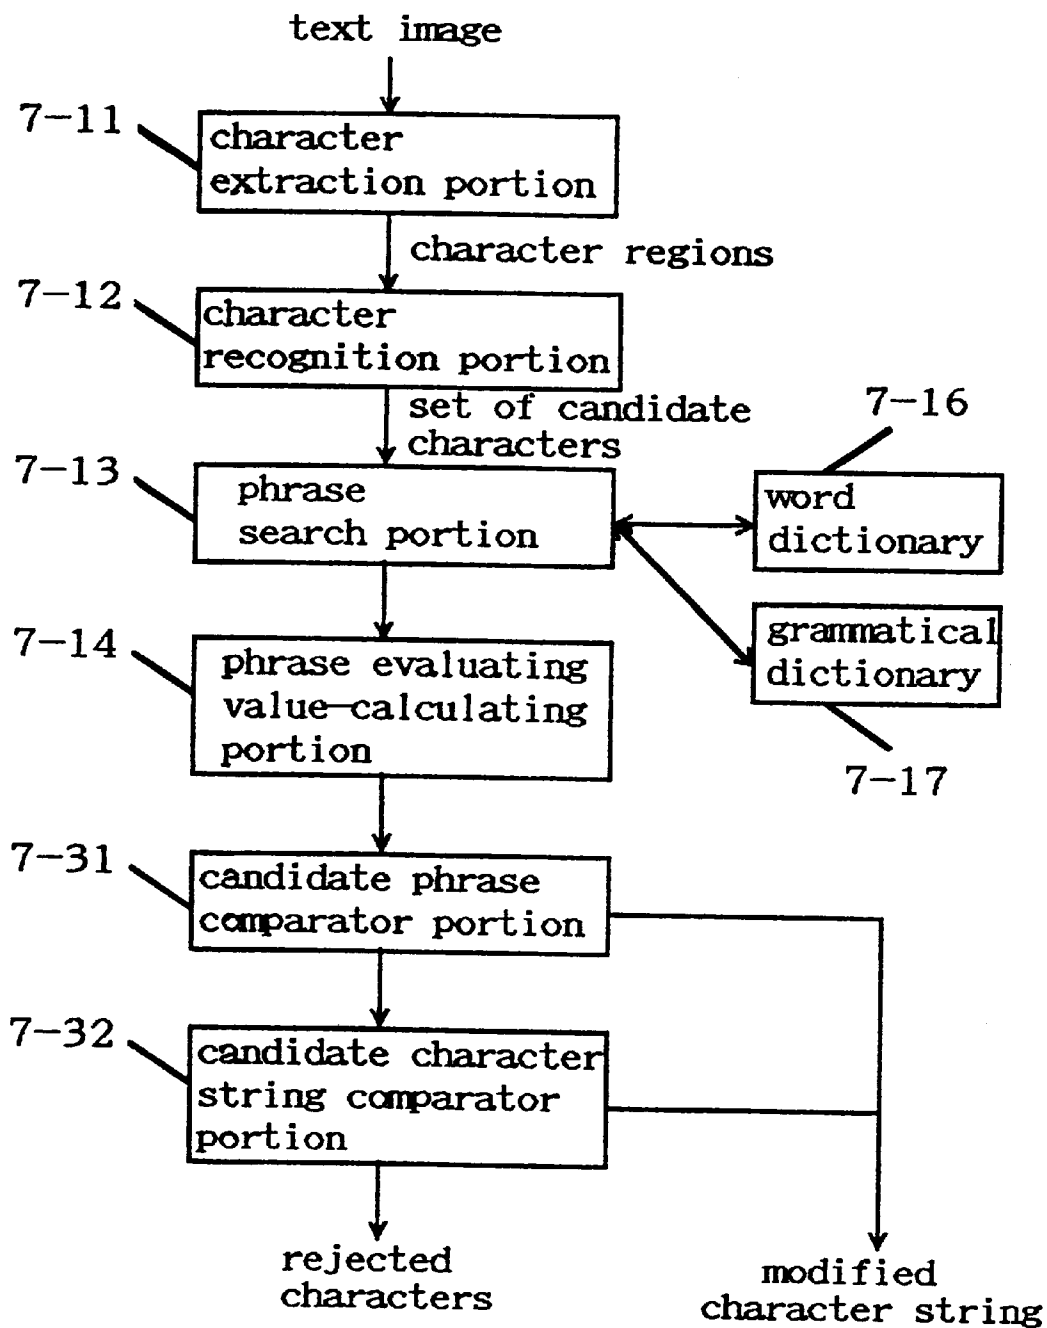 text image
7-11
character
extraction portion
character regions
7-12
character
recognition portion
set of candidate
characters
7-16
7-13
phrase
search portion
word
dictionary
7-14
phrase evaluating
value-calculating
portion
grammatical
dictionary
7-17
7-31
candidate phrase
comparator portion
7-32
candidate character
string comparator
portion
rejected
characters
modified
character string